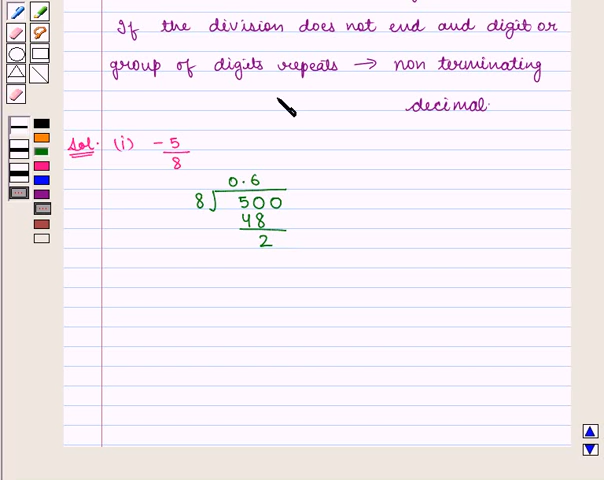 If the division does not end and digit or
group of digits repeats → non terminating
decimal.
Sol. (i) -5/8
0.6
8 500
48
2